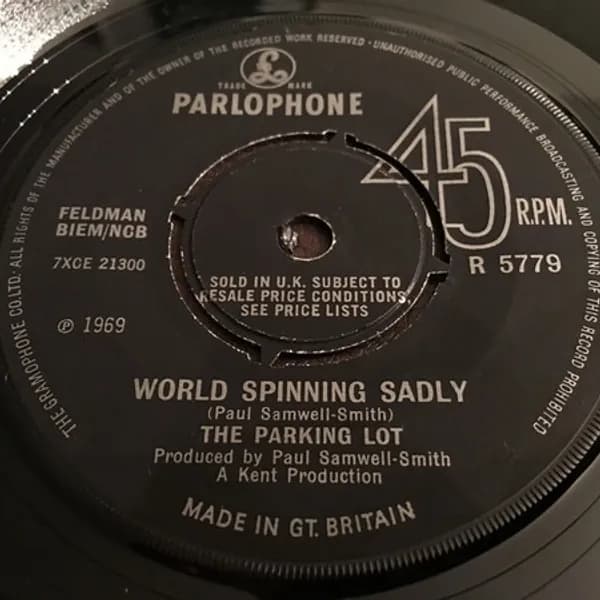 THE GRAMOPHONE CO. LTD. · ALL RIGHTS OF THE MANUFACTURER AND OF THE OWNER OF THE RECORDED WORK RESERVED · UNAUTHORISED PUBLIC PERFORMANCE BROADCASTING AND COPYING OF THIS RECORD PROHIBITED
£
TRADE MARK
PARLOPHONE
45 R.P.M.
FELDMAN
BIEM/NCB
7XCE 21300
R 5779
SOLD IN U.K. SUBJECT TO
RESALE PRICE CONDITIONS,
SEE PRICE LISTS
℗ 1969
WORLD SPINNING SADLY
(Paul Samwell-Smith)
THE PARKING LOT
Produced by Paul Samwell-Smith
A Kent Production
MADE IN GT. BRITAIN